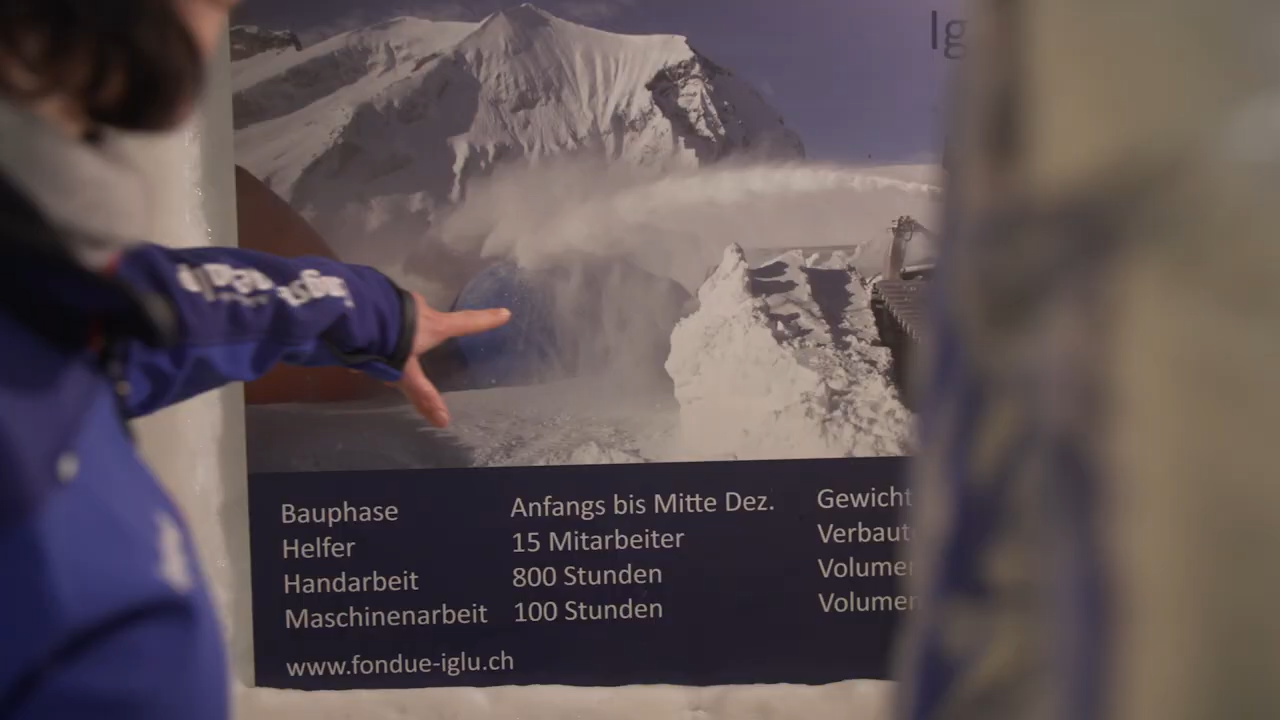 Ig
Bauphase Anfangs bis Mitte Dez. Gewicht
Helfer 15 Mitarbeiter Verbaut
Handarbeit 800 Stunden Volumen
Maschinenarbeit 100 Stunden Volumen
www.fondue-iglu.ch